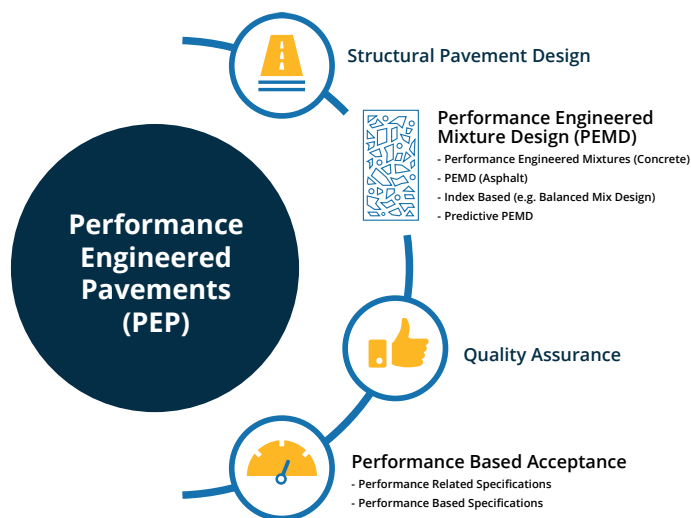 Performance
Engineered
Pavements
(PEP)
Structural Pavement Design
Performance Engineered
Mixture Design (PEMD)
- Performance Engineered Mixtures (Concrete)
- PEMD (Asphalt)
- Index Based (e.g. Balanced Mix Design)
- Predictive PEMD
Quality Assurance
Performance Based Acceptance
- Performance Related Specifications
- Performance Based Specifications